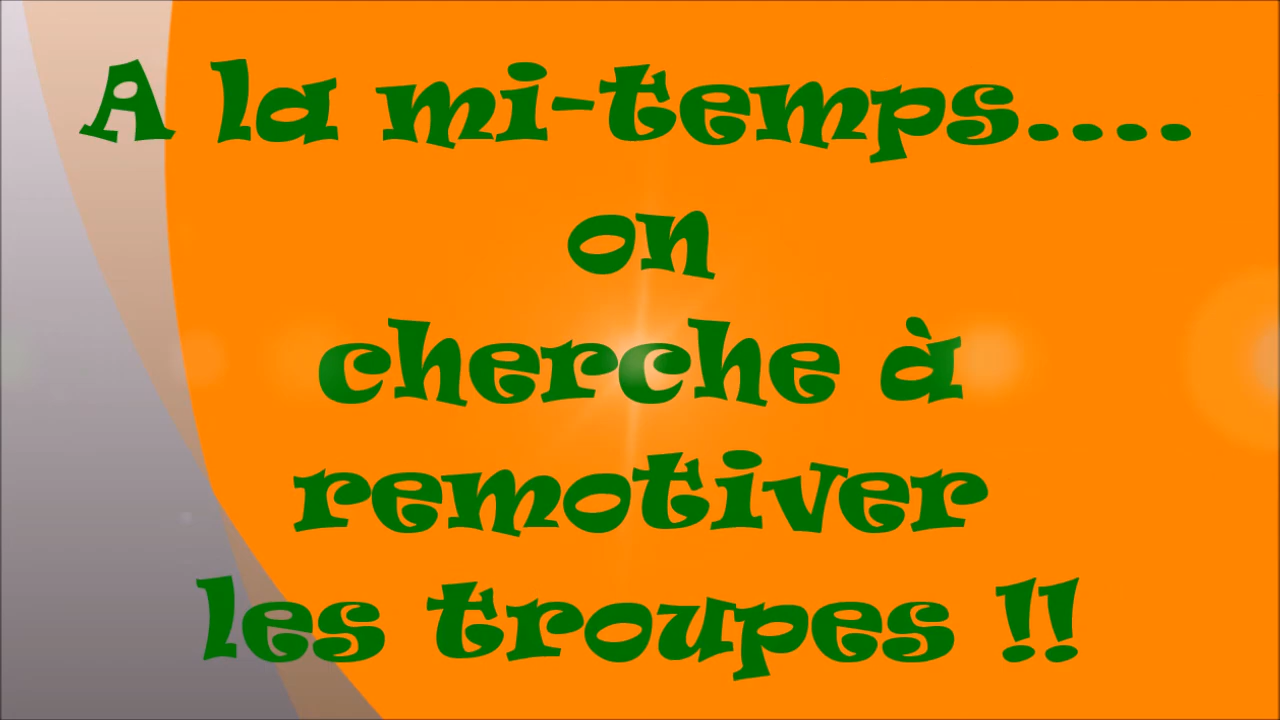 A la mi-temps....
on
cherche à
remotiver
les troupes !!